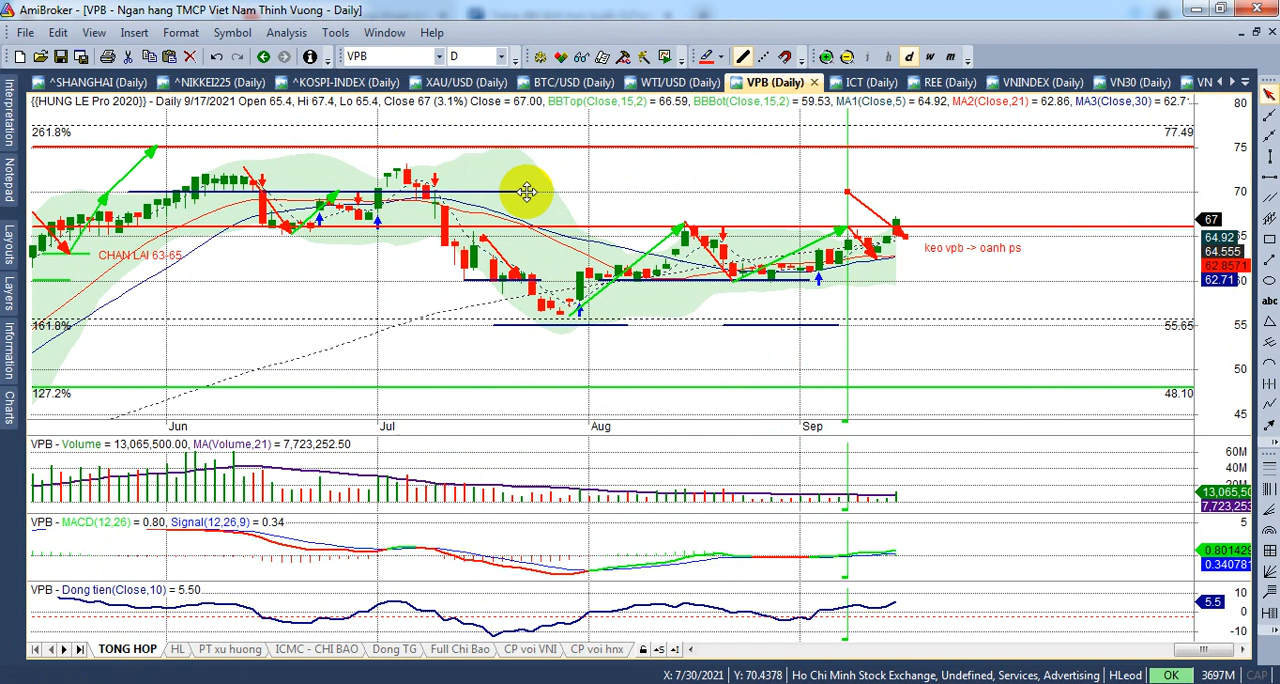 AmiBroker - [VPB - Ngan hang TMCP Viet Nam Thinh Vuong - Daily]
File Edit View Insert Format Symbol Analysis Tools Window Help
VPB D i h d w m
^SHANGHAI (Daily) ^NIKKEI225 (Daily) ^KOSPI-INDEX (Daily) XAU/USD (Daily) BTC/USD (Daily) WTI/USD (Daily) VPB (Daily) ICT (Daily) REE (Daily) VNINDEX (Daily) VN30 (Daily) VN
{{HUNG LE Pro 2020}} - Daily 9/17/2021 Open 65.4, Hi 67.4, Lo 65.4, Close 67 (3.1%) Close = 67.00, BBTop(Close,15,2) = 66.59, BBBot(Close,15,2) = 59.53, MA1(Close,5) = 64.92, MA2(Close,21) = 62.86, MA3(Close,30) = 62.7
80
261.8% 77.49
75
70
67
64.92
64.555
62.8571
62.71
CHAN LAI 63-65
keo vpb -> oanh ps
161.8% 55.65
55
50
127.2% 48.10
45
Jun Jul Aug Sep
VPB - Volume = 13,065,500.00, MA(Volume,21) = 7,723,252.50
60M
40M
13,065,50
7,723,253
VPB - MACD(12,26) = 0.80, Signal(12,26,9) = 0.34
5
0.801429
0.340781
VPB - Dong tien(Close,10) = 5.50
10
5.5
0
-10
TONG HOP HL PT xu huong ICMC - CHI BAO Dong TG Full Chi Bao CP voi VNI CP voi hnx
X: 7/30/2021 Y: 70.4378 Ho Chi Minh Stock Exchange, Undefined, Services, Advertising HLeod OK 3697M CAP
Interpretation
Notepad
Layouts
Layers
Information
Charts
abc